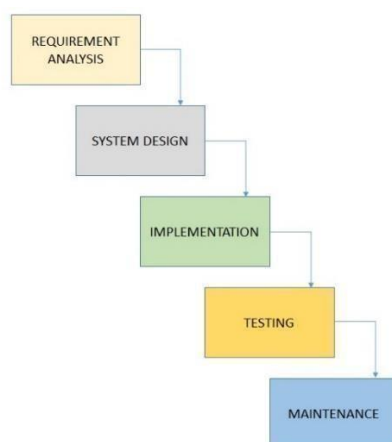 REQUIREMENT
ANALYSIS
SYSTEM DESIGN
IMPLEMENTATION
TESTING
MAINTENANCE